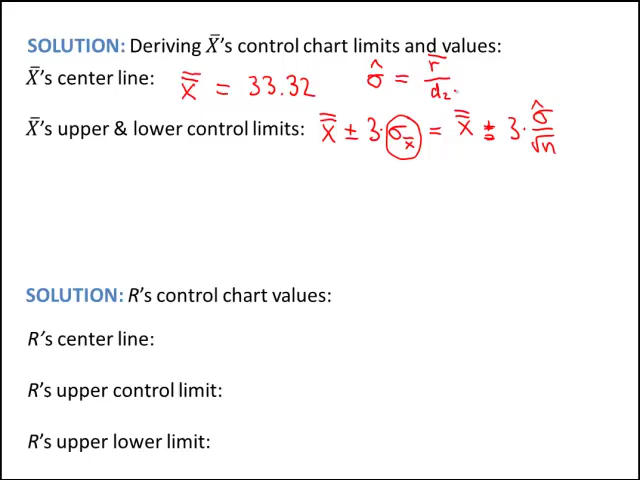 SOLUTION: Deriving X̄'s control chart limits and values:
X̄'s center line: x̿ = 33.32 σ̂ = r̄ / d₂
X̄'s upper & lower control limits: x̿ ± 3·σx̄ = x̿ ± 3·σ̂/√n
SOLUTION: R's control chart values:
R's center line:
R's upper control limit:
R's upper lower limit: